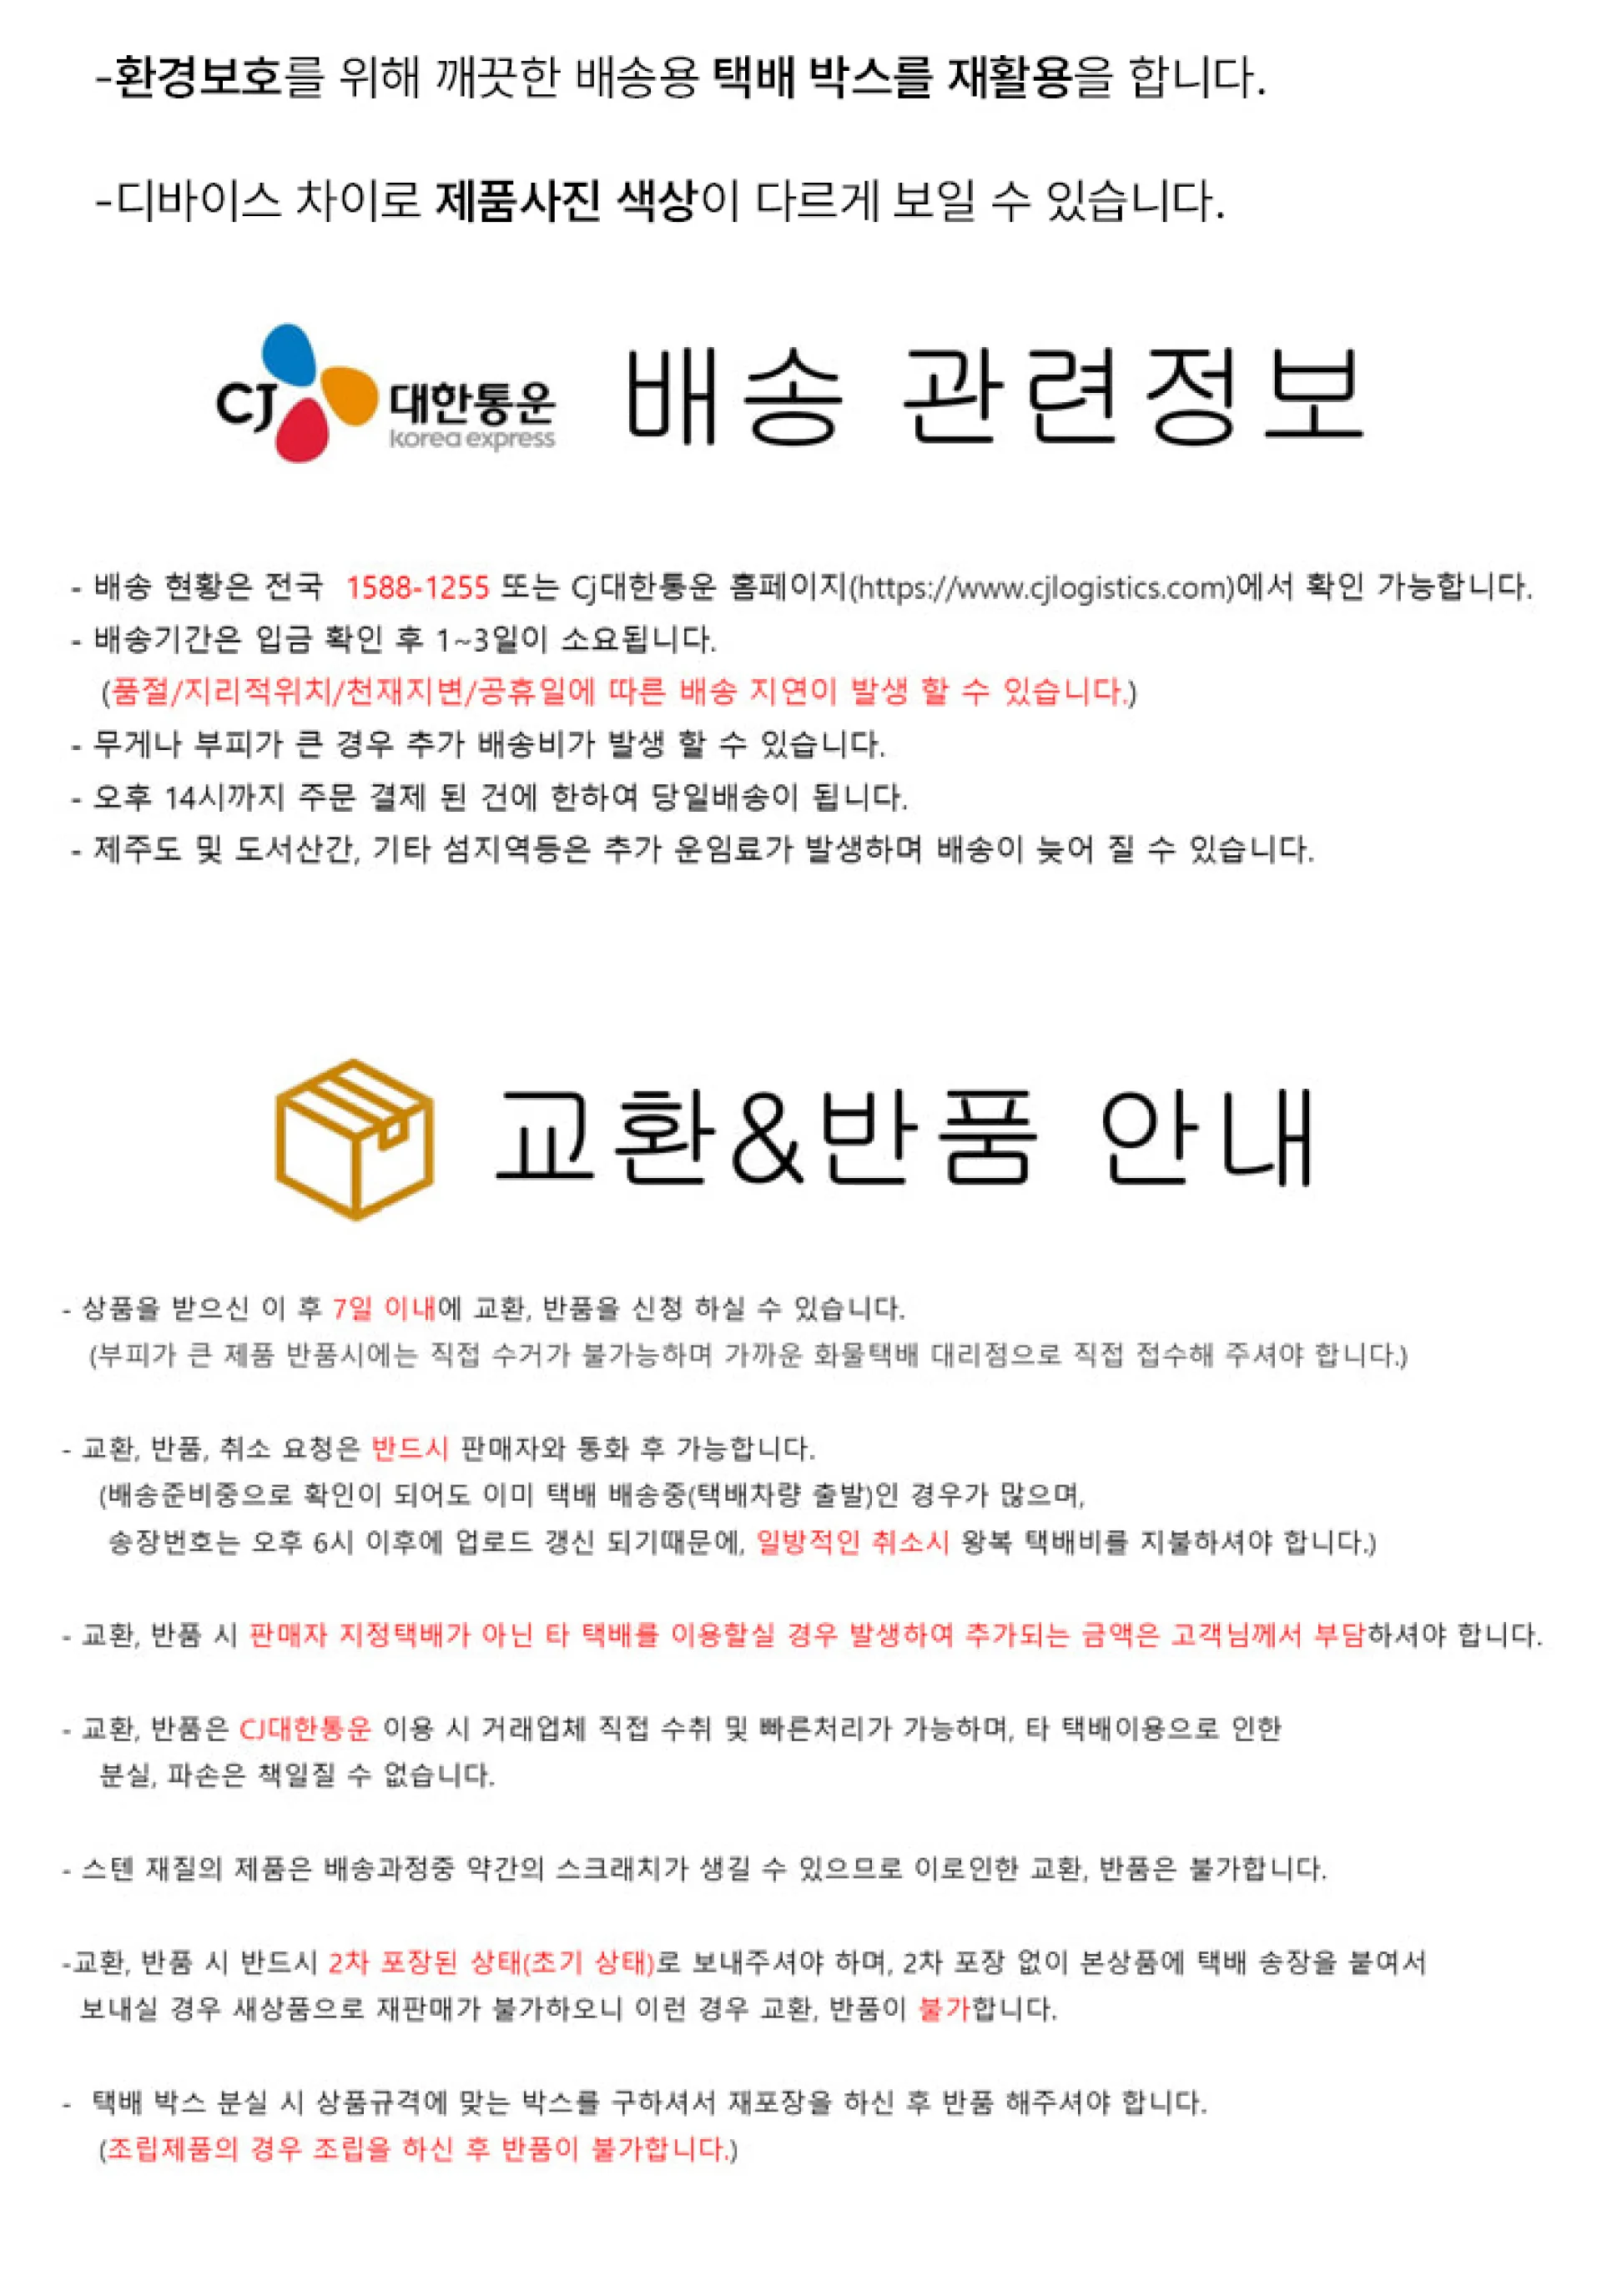 -환경보호를 위해 깨끗한 배송용 택배 박스를 재활용을 합니다.
-디바이스 차이로 제품사진 색상이 다르게 보일 수 있습니다.
CJ 대한통운 배송 관련정보
korea express
- 배송 현황은 전국 1588-1255 또는 Cj대한통운 홈페이지(https://www.cjlogistics.com)에서 확인 가능합니다.
- 배송기간은 입금 확인 후 1~3일이 소요됩니다.
(품절/지리적위치/천재지변/공휴일에 따른 배송 지연이 발생 할 수 있습니다.)
- 무게나 부피가 큰 경우 추가 배송비가 발생 할 수 있습니다.
- 오후 14시까지 주문 결제 된 건에 한하여 당일배송이 됩니다.
- 제주도 및 도서산간, 기타 섬지역등은 추가 운임료가 발생하며 배송이 늦어 질 수 있습니다.
교환&반품 안내
- 상품을 받으신 이 후 7일 이내에 교환, 반품을 신청 하실 수 있습니다.
(부피가 큰 제품 반품시에는 직접 수거가 불가능하며 가까운 화물택배 대리점으로 직접 접수해 주셔야 합니다.)
- 교환, 반품, 취소 요청은 반드시 판매자와 통화 후 가능합니다.
(배송준비중으로 확인이 되어도 이미 택배 배송중(택배차량 출발)인 경우가 많으며,
송장번호는 오후 6시 이후에 업로드 갱신 되기때문에, 일방적인 취소시 왕복 택배비를 지불하셔야 합니다.)
- 교환, 반품 시 판매자 지정택배가 아닌 타 택배를 이용할실 경우 발생하여 추가되는 금액은 고객님께서 부담하셔야 합니다.
- 교환, 반품은 CJ대한통운 이용 시 거래업체 직접 수취 및 빠른처리가 가능하며, 타 택배이용으로 인한
분실, 파손은 책일질 수 없습니다.
- 스텐 재질의 제품은 배송과정중 약간의 스크래치가 생길 수 있으므로 이로인한 교환, 반품은 불가합니다.
-교환, 반품 시 반드시 2차 포장된 상태(초기 상태)로 보내주셔야 하며, 2차 포장 없이 본상품에 택배 송장을 붙여서
보내실 경우 새상품으로 재판매가 불가하오니 이런 경우 교환, 반품이 불가합니다.
- 택배 박스 분실 시 상품규격에 맞는 박스를 구하셔서 재포장을 하신 후 반품 해주셔야 합니다.
(조립제품의 경우 조립을 하신 후 반품이 불가합니다.)